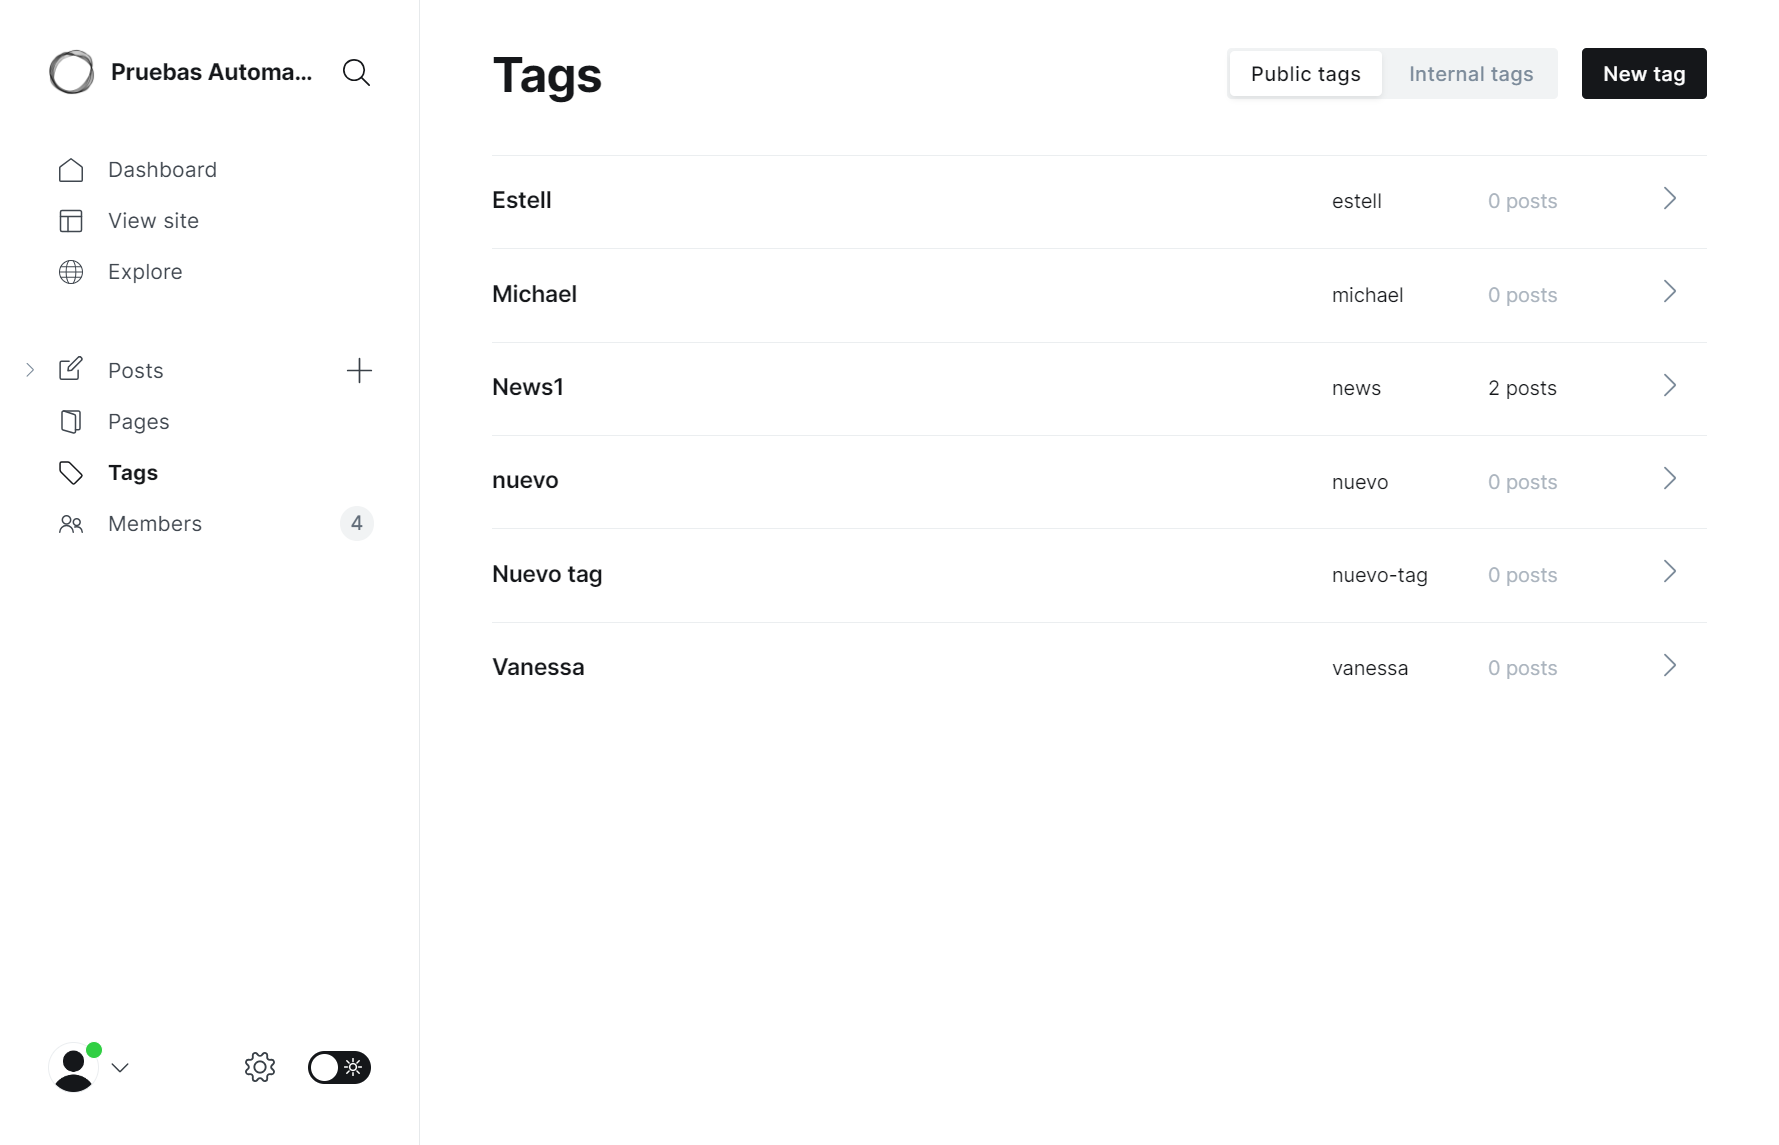 Pruebas Automa...
Dashboard
View site
Explore
Posts
Pages
Tags
Members 4
Tags
Public tags Internal tags New tag
Estell estell 0 posts
Michael michael 0 posts
News1 news 2 posts
nuevo nuevo 0 posts
Nuevo tag nuevo-tag 0 posts
Vanessa vanessa 0 posts